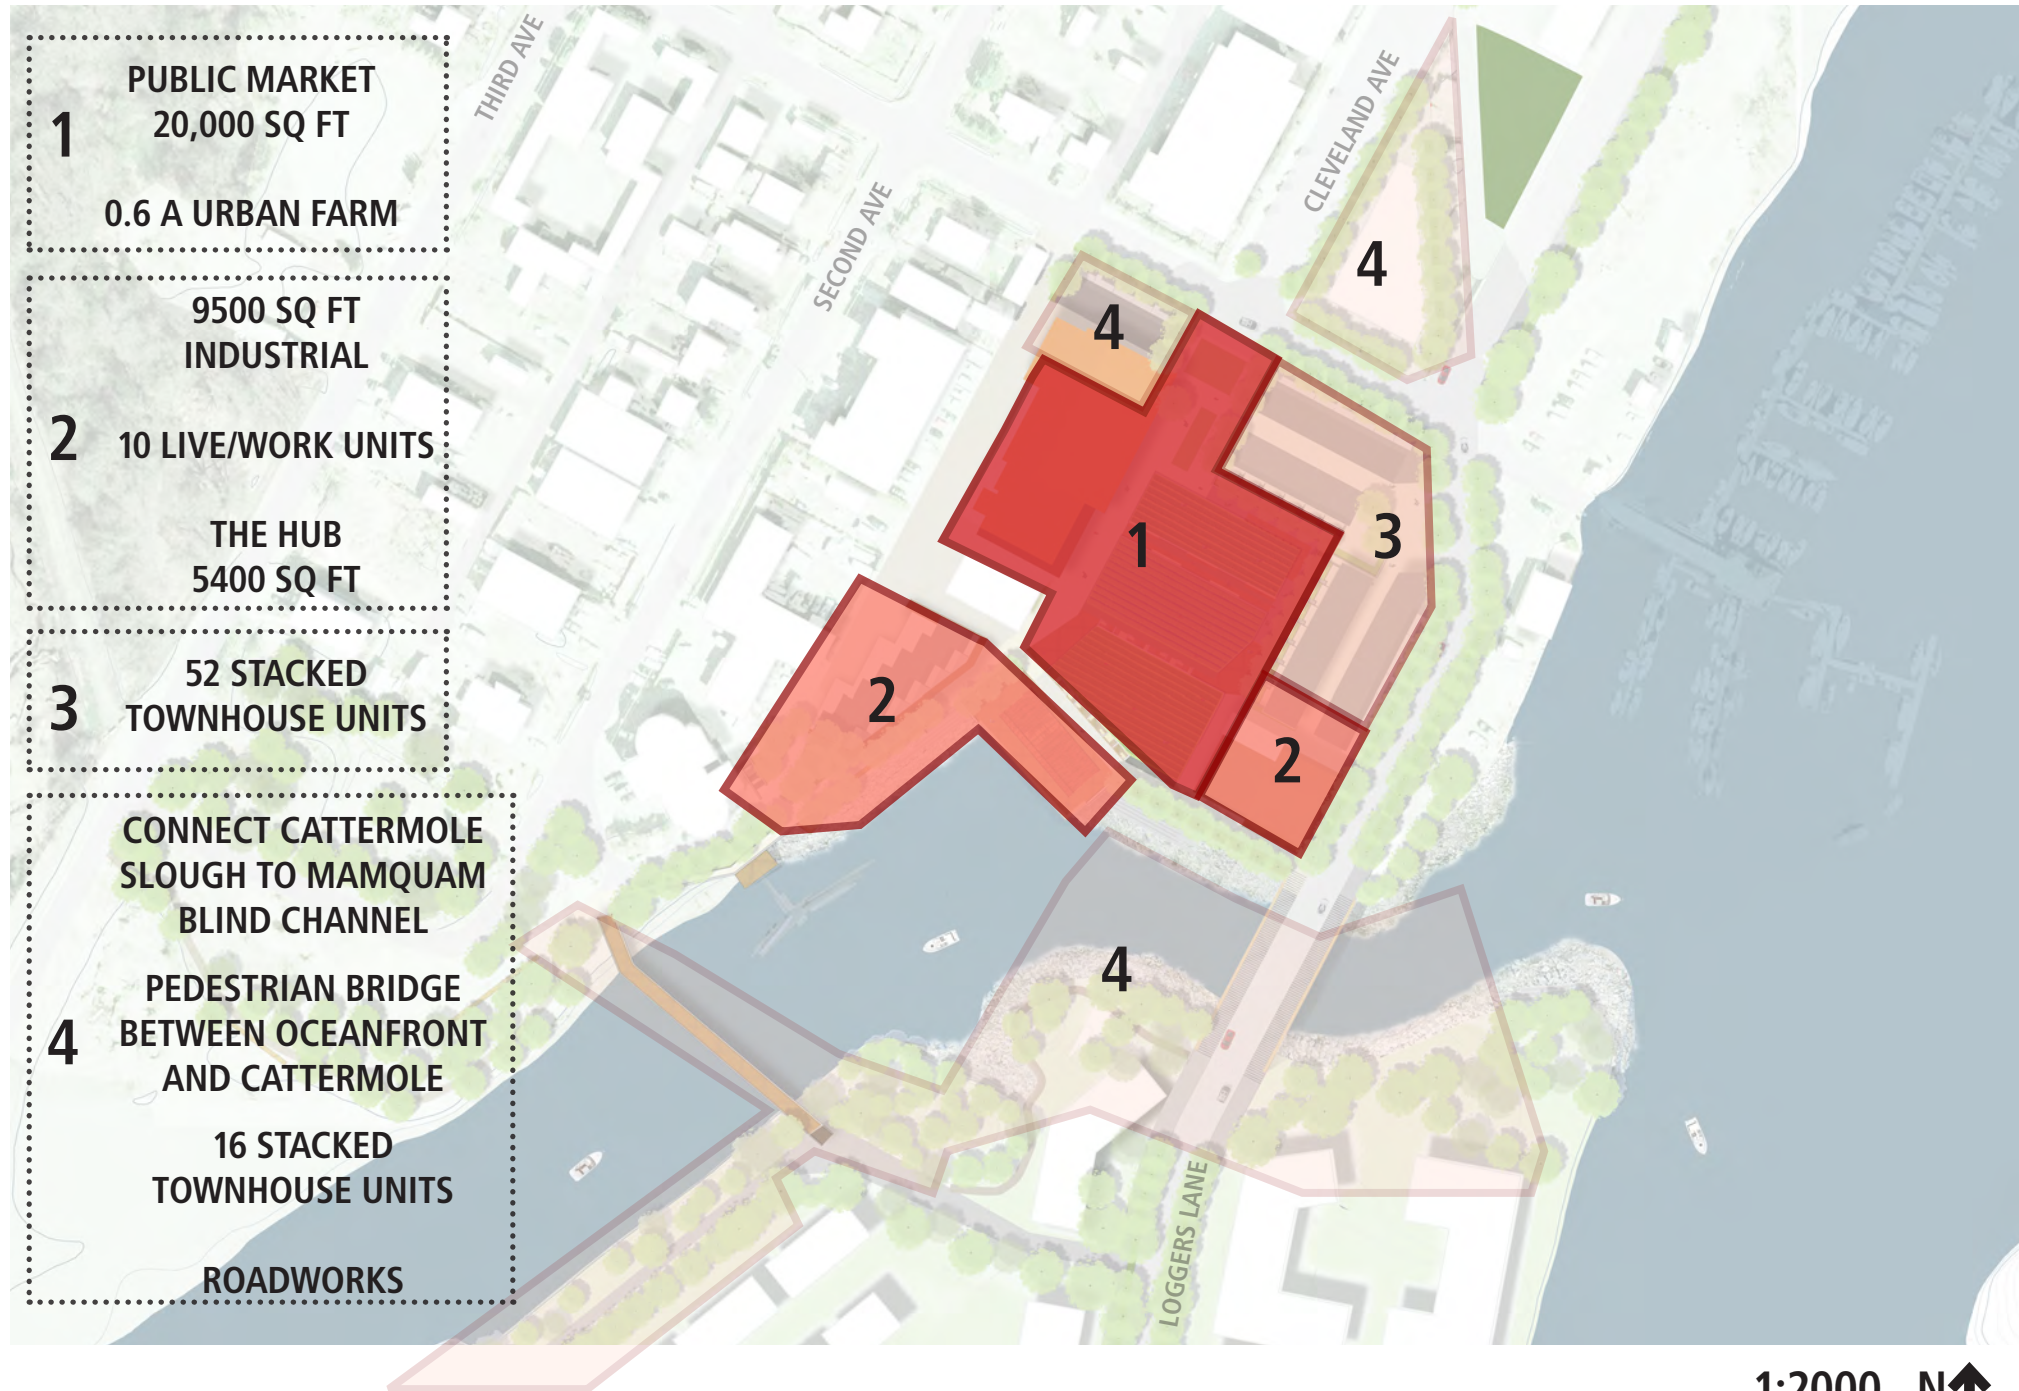 1
PUBLIC MARKET
20,000 SQ FT
0.6 A URBAN FARM
2
9500 SQ FT
INDUSTRIAL
10 LIVE/WORK UNITS
THE HUB
5400 SQ FT
3
52 STACKED
TOWNHOUSE UNITS
4
CONNECT CATTERMOLE
SLOUGH TO MAMQUAM
BLIND CHANNEL
PEDESTRIAN BRIDGE
BETWEEN OCEANFRONT
AND CATTERMOLE
16 STACKED
TOWNHOUSE UNITS
ROADWORKS
THIRD AVE
SECOND AVE
CLEVELAND AVE
4
4
1
3
2
2
4
LOGGERS LANE
1:2000 N